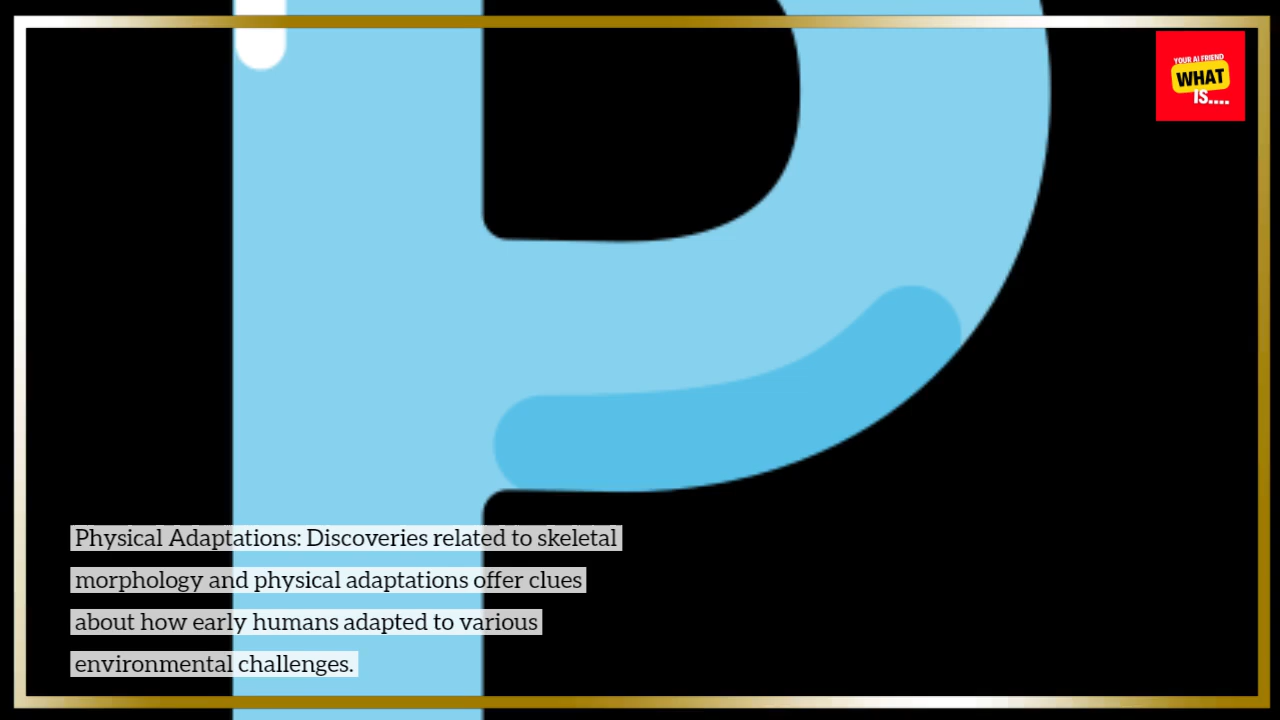 YOUR AI FRIEND
WHAT
IS....
P
Physical Adaptations: Discoveries related to skeletal
morphology and physical adaptations offer clues
about how early humans adapted to various
environmental challenges.